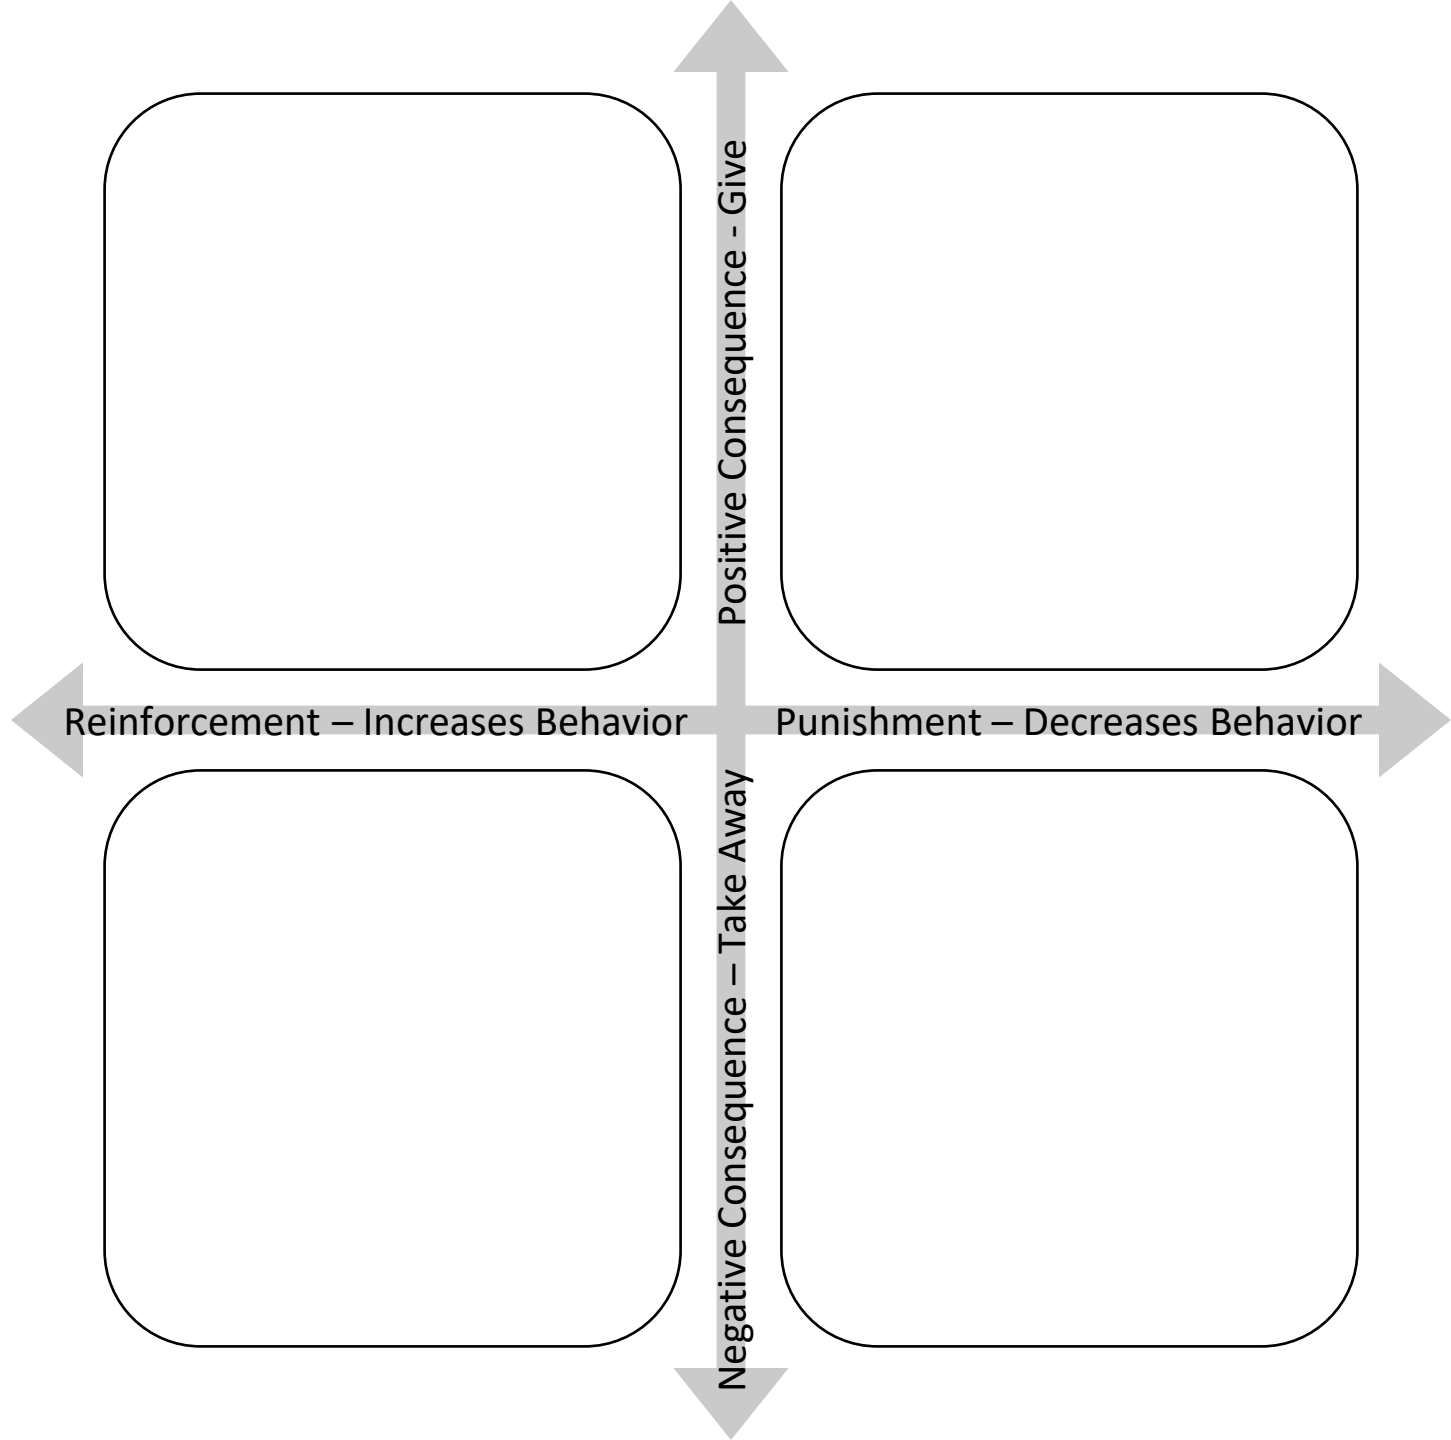 Positive Consequence - Give
Reinforcement – Increases Behavior
Punishment – Decreases Behavior
Negative Consequence – Take Away